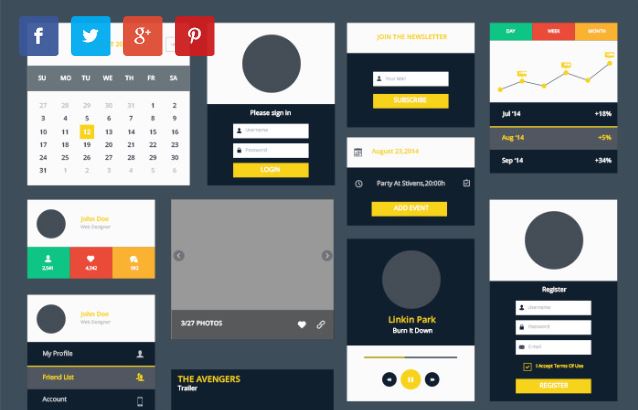 f
g+
20
SU MO TU WE TH FR SA
27 28 29 30 31 1 2
3 4 5 6 7 8 9
10 11 12 13 14 15 16
17 18 19 20 21 22 23
24 25 26 27 28 29 30
31 1 2 3 4 5 6
Please sign in
Username
Password
LOGIN
JOIN THE NEWSLETTER
Your Mail
SUBSCRIBE
August 23,2014
Party At Stivens,20:00h
ADD EVENT
DAY WEEK MONTH
Jul '14 +18%
Aug '14 +5%
Sep '14 +34%
John Doe
Web Designer
2,541 4,392 192
John Doe
Web Designer
My Profile
Friend List
Account
3/27 PHOTOS
THE AVENGERS
Trailer
Linkin Park
Burn It Down
Register
Username
Password
E-mail
I Accept Terms Of Use
REGISTER